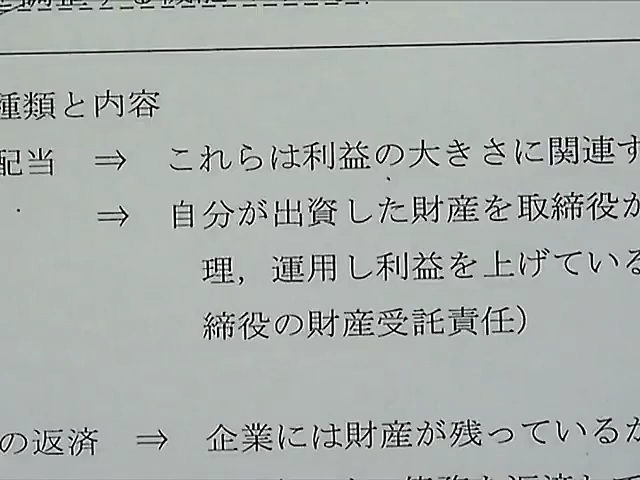 種類と内容
配当 ⇒ これらは利益の大きさに関連す
⇒ 自分が出資した財産を取締役が
理，運用し利益を上げている
締役の財産受託責任）
の返済 ⇒ 企業には財産が残っているか